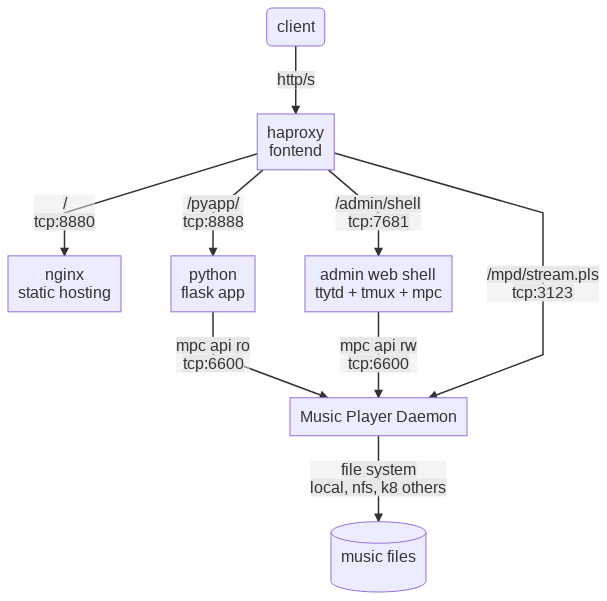 client
http/s
haproxy
fontend
/
tcp:8880
/pyapp/
tcp:8888
/admin/shell
tcp:7681
/mpd/stream.pls
tcp:3123
nginx
static hosting
python
flask app
admin web shell
ttytd + tmux + mpc
mpc api ro
tcp:6600
mpc api rw
tcp:6600
Music Player Daemon
file system
local, nfs, k8 others
music files